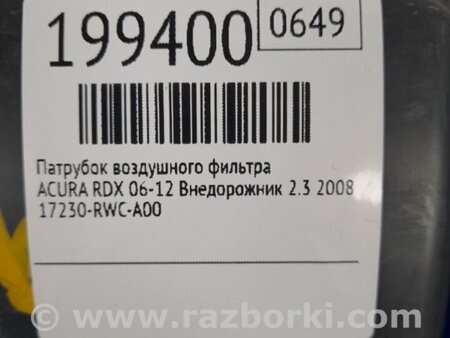 199400 0649
Патрубок воздушного фильтра
ACURA RDX 06-12 Внедорожник 2.3 2008
17230-RWC-A00
www.razborki.com